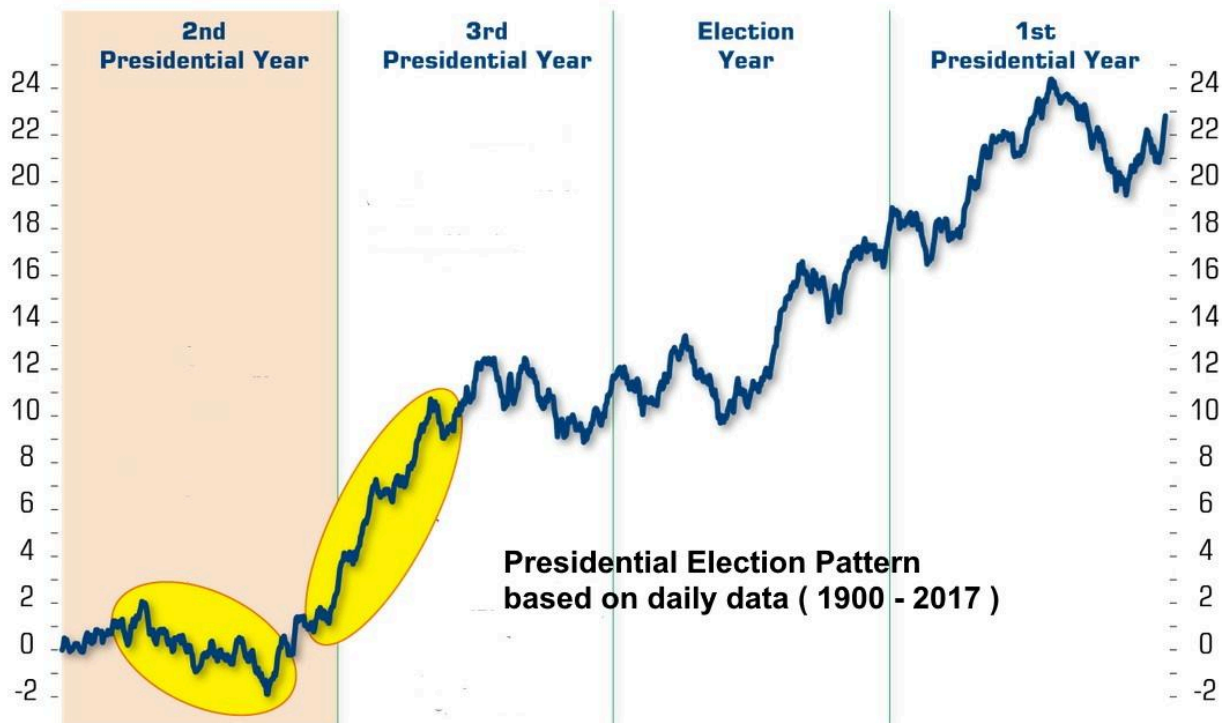 2nd
Presidential Year
3rd
Presidential Year
Election
Year
1st
Presidential Year
24
22
20
18
16
14
12
10
8
6
4
2
0
-2
24
22
20
18
16
14
12
10
8
6
4
2
0
-2
Presidential Election Pattern
based on daily data ( 1900 - 2017 )